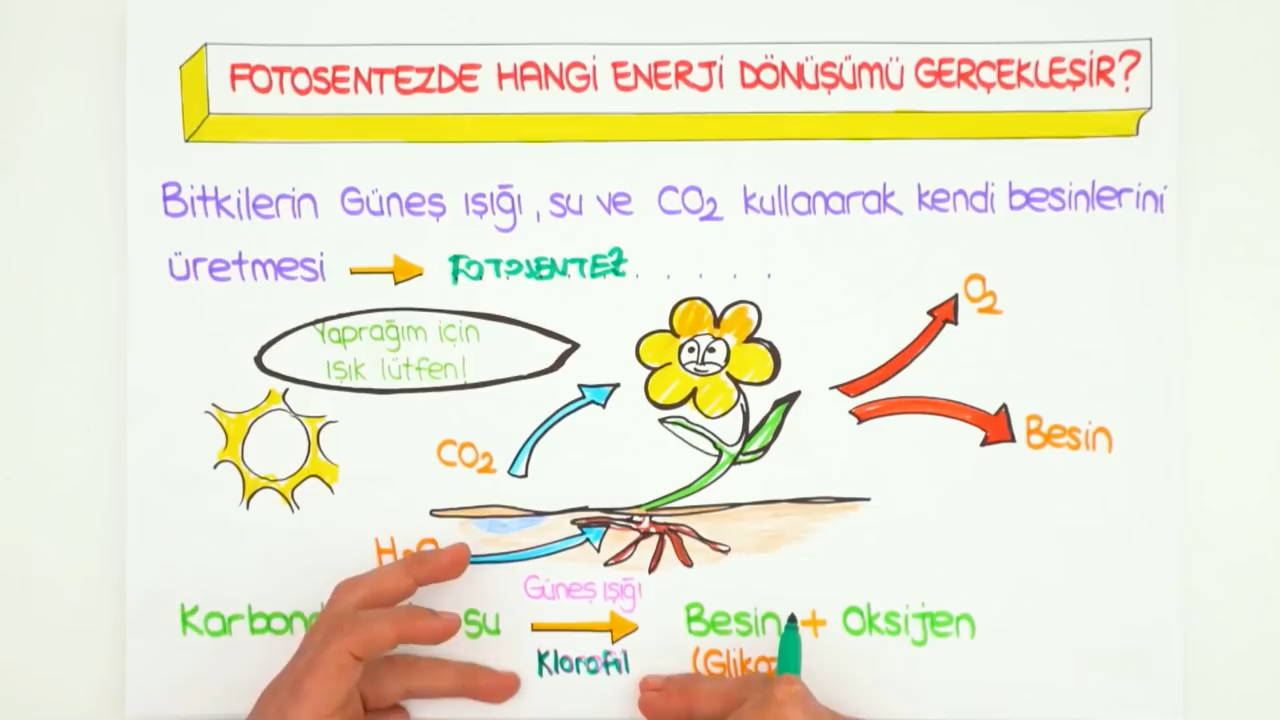 FOTOSENTEZDE HANGİ ENERJİ DÖNÜŞÜMÜ GERÇEKLEŞİR?
Bitkilerin Güneş ışığı, su ve CO₂ kullanarak kendi besinlerini
üretmesi → FOTOSENTEZ . . . . .
Yaprağım için
ışık lütfen!
O₂
CO₂
Besin
Güneş ışığı
su → Besin + Oksijen
Klorofil